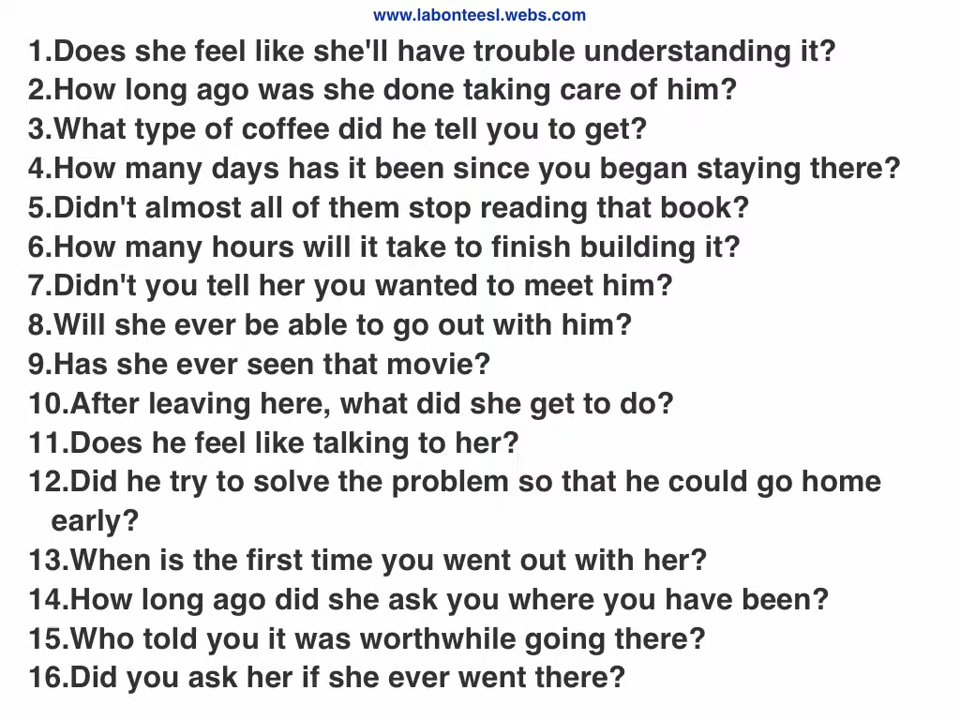 www.labonteesl.webs.com
1.Does she feel like she'll have trouble understanding it?
2.How long ago was she done taking care of him?
3.What type of coffee did he tell you to get?
4.How many days has it been since you began staying there?
5.Didn't almost all of them stop reading that book?
6.How many hours will it take to finish building it?
7.Didn't you tell her you wanted to meet him?
8.Will she ever be able to go out with him?
9.Has she ever seen that movie?
10.After leaving here, what did she get to do?
11.Does he feel like talking to her?
12.Did he try to solve the problem so that he could go home
early?
13.When is the first time you went out with her?
14.How long ago did she ask you where you have been?
15.Who told you it was worthwhile going there?
16.Did you ask her if she ever went there?